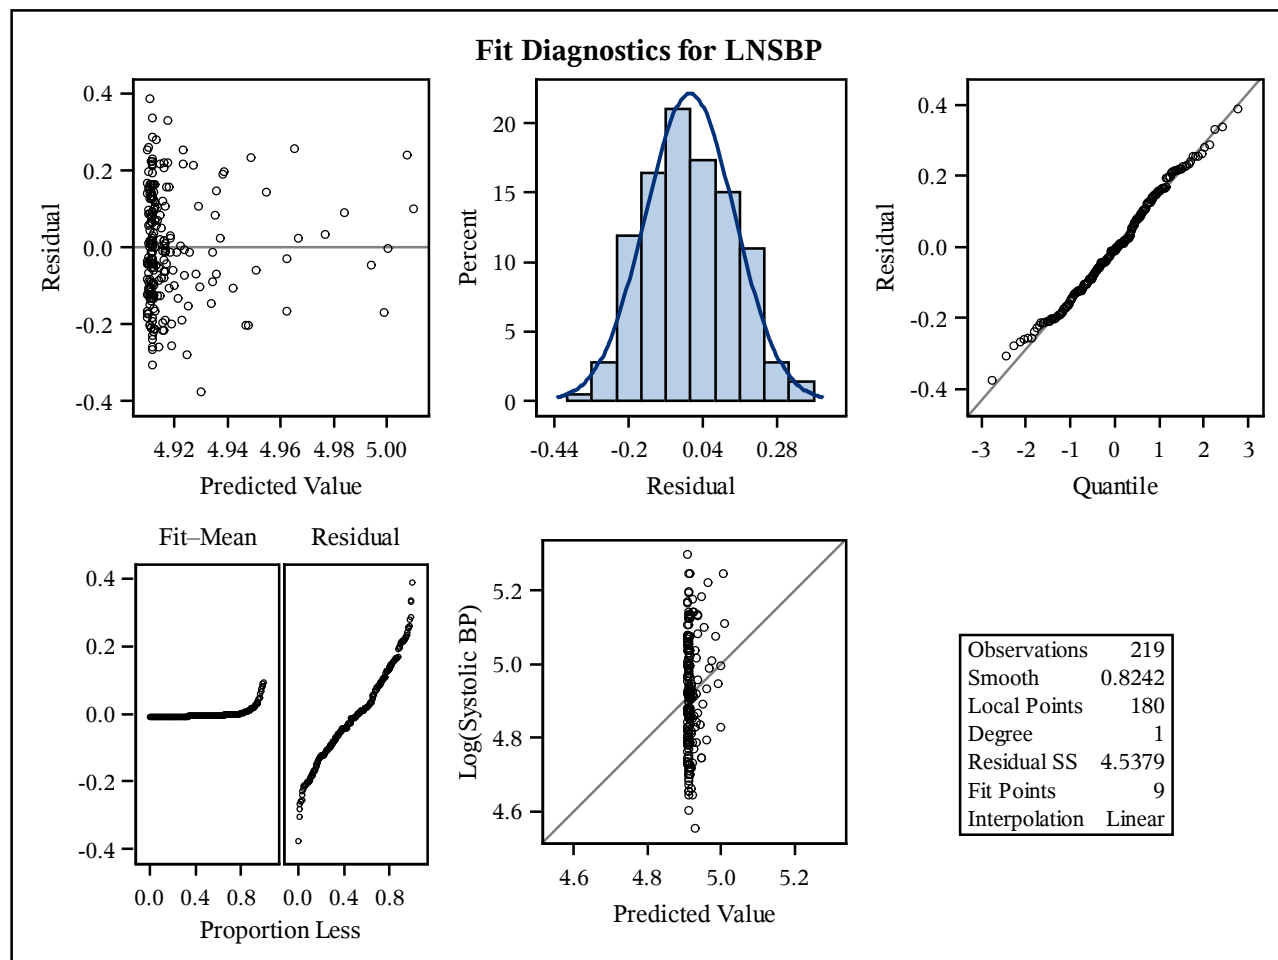 Fit Diagnostics for LNSBP
0.4
0.2
0.0
-0.2
-0.4
Residual
4.92 4.94 4.96 4.98 5.00
Predicted Value
20
15
10
5
0
Percent
-0.44 -0.2 0.04 0.28
Residual
0.4
0.2
0.0
-0.2
-0.4
Residual
-3 -2 -1 0 1 2 3
Quantile
Fit–Mean Residual
0.4
0.2
0.0
-0.2
-0.4
0.0 0.4 0.8 0.0 0.4 0.8
Proportion Less
5.2
5.0
4.8
4.6
Log(Systolic BP)
4.6 4.8 5.0 5.2
Predicted Value
Observations 219
Smooth 0.8242
Local Points 180
Degree 1
Residual SS 4.5379
Fit Points 9
Interpolation Linear